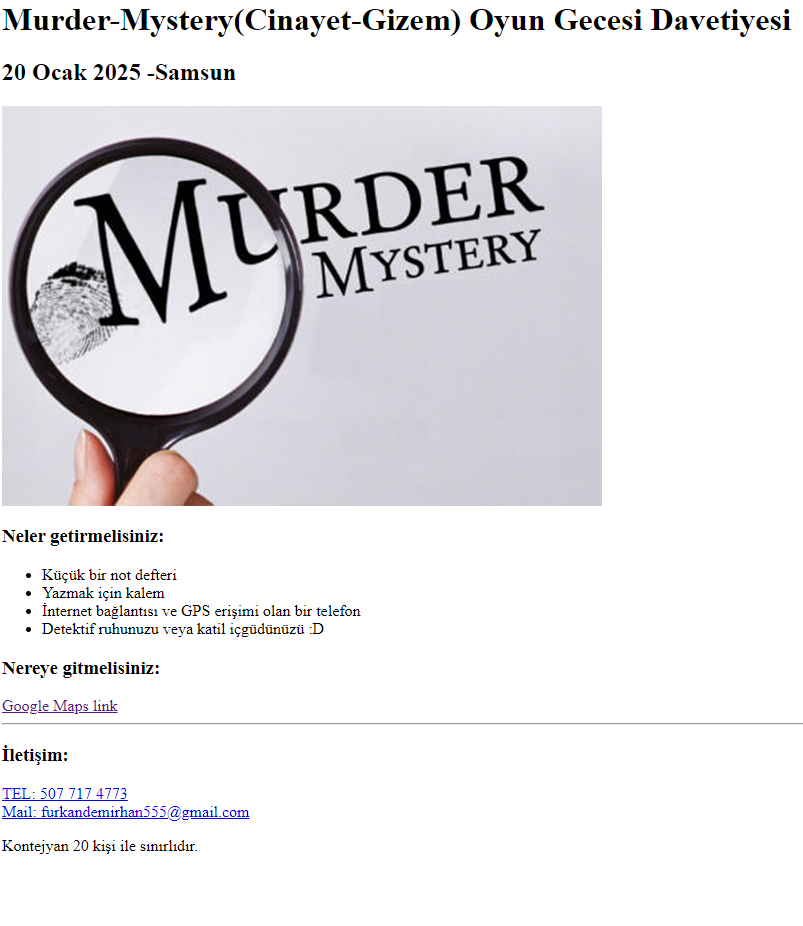 Murder-Mystery(Cinayet-Gizem) Oyun Gecesi Davetiyesi
20 Ocak 2025 -Samsun
MURDER
MYSTERY
Neler getirmelisiniz:
Küçük bir not defteri
Yazmak için kalem
İnternet bağlantısı ve GPS erişimi olan bir telefon
Detektif ruhunuzu veya katil içgüdünüzü :D
Nereye gitmelisiniz:
Google Maps link
İletişim:
TEL: 507 717 4773
Mail: furkandemirhan555@gmail.com
Kontejyan 20 kişi ile sınırlıdır.